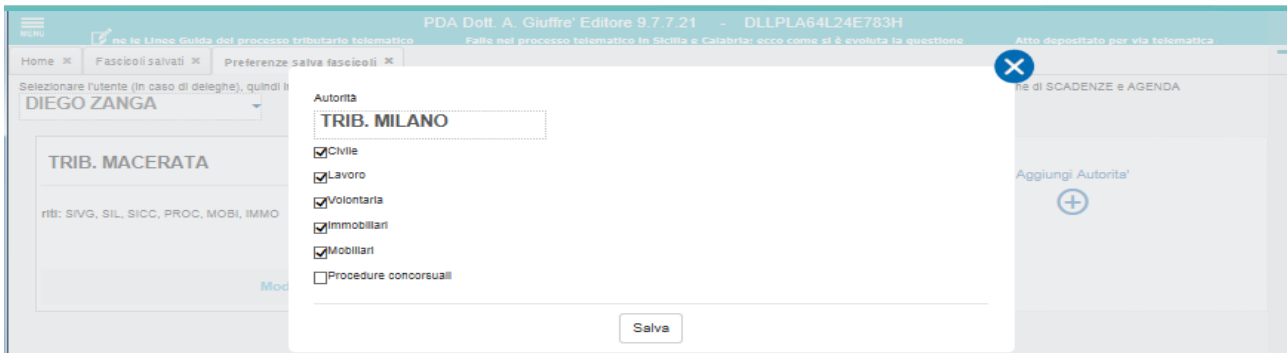 PDA Dott. A. Giuffre' Editore 9.7.7.21 - DLLPLA64L24E783H
MENU
ne le Linee Guida del processo tributario telematico Falle nel processo telematico in Sicilia e Calabria: ecco come si è evoluta la questione Atto depositato per via telematica
Home × Fascicoli salvati × Preferenze salva fascicoli ×
Selezionare l'utente (in caso di deleghe), quindi i
ne di SCADENZE e AGENDA
DIEGO ZANGA
Autorità
TRIB. MILANO
Civile
Lavoro
Volontaria
Immobiliari
Mobiliari
Procedure concorsuali
Salva
TRIB. MACERATA
riti: SIVG, SIL, SICC, PROC, MOBI, IMMO
Mod
Aggiungi Autorita'